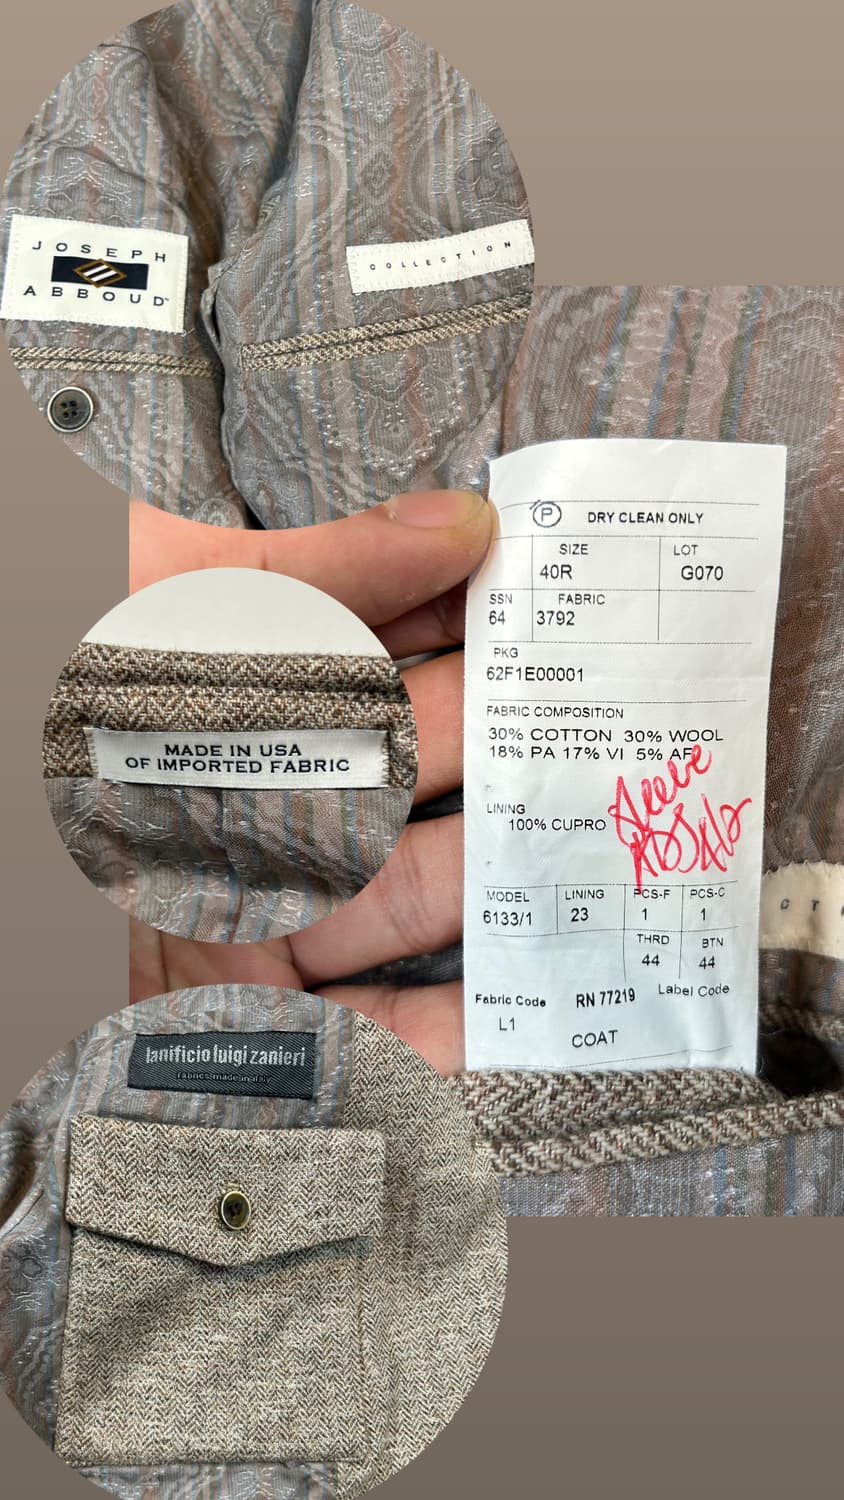 JOSEPH
ABBOUD™
COLLECTION
P DRY CLEAN ONLY
SIZE LOT
40R G070
SSN FABRIC
64 3792
PKG
62F1E00001
FABRIC COMPOSITION
30% COTTON 30% WOOL
18% PA 17% VI 5% AF
Sleeve
LINING
100% CUPRO
MODEL LINING PCS-F PCS-C
6133/1 23 1 1
THRD BTN
44 44
Fabric Code RN 77219 Label Code
L1
COAT
MADE IN USA
OF IMPORTED FABRIC
lanificio luigi zanieri
fabrics made in italy